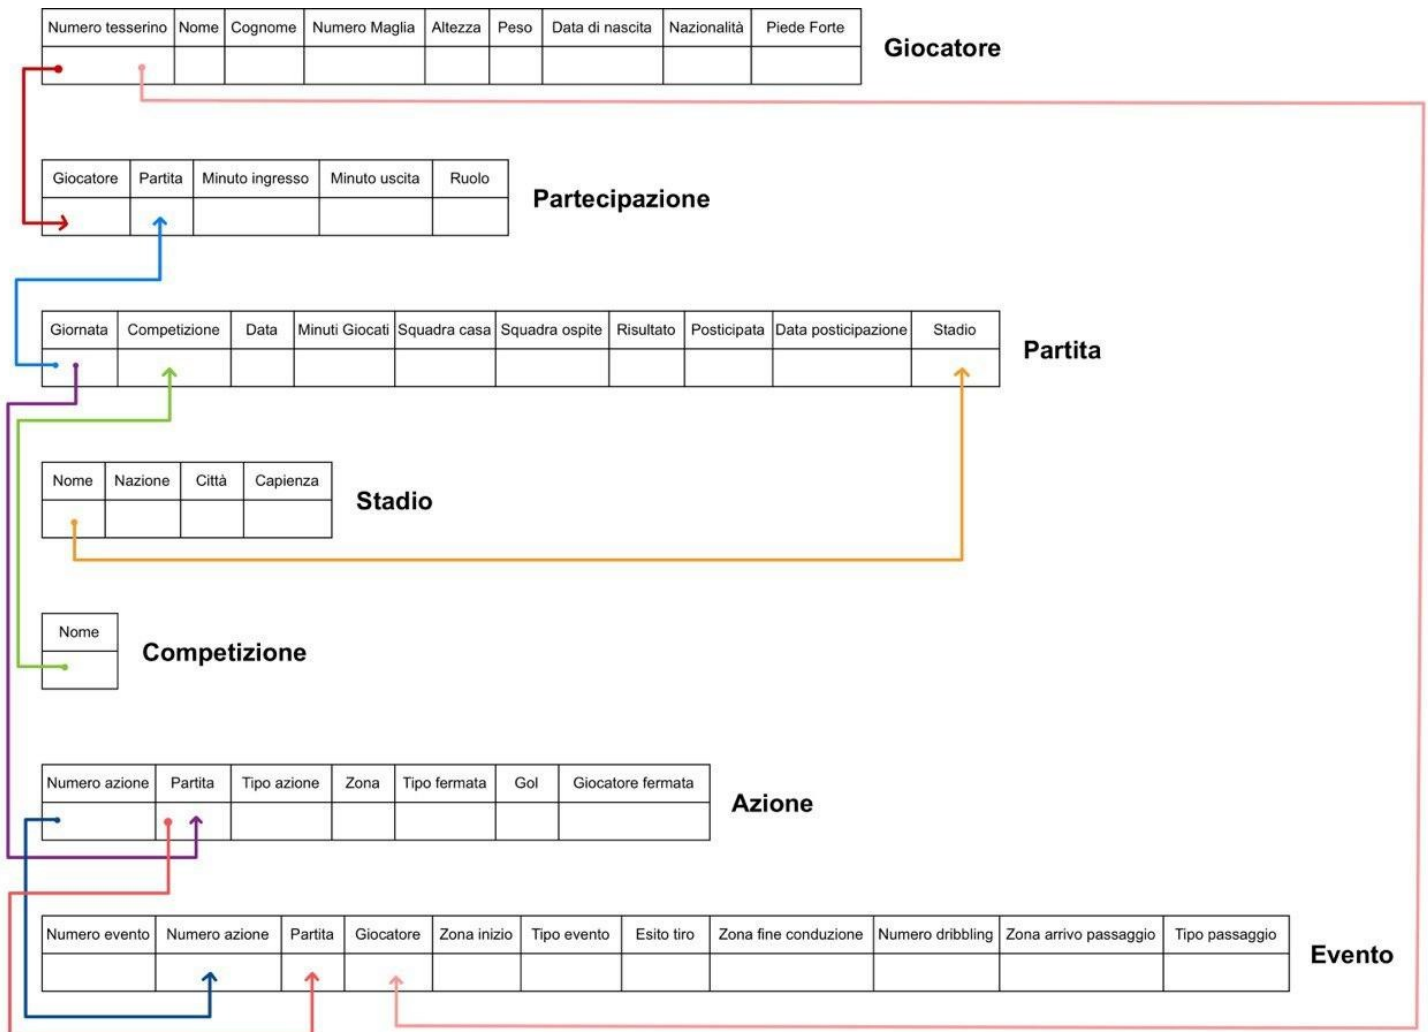 Numero tesserino Nome Cognome Numero Maglia Altezza Peso Data di nascita Nazionalità Piede Forte
Giocatore
Giocatore Partita Minuto ingresso Minuto uscita Ruolo
Partecipazione
Giornata Competizione Data Minuti Giocati Squadra casa Squadra ospite Risultato Posticipata Data posticipazione Stadio
Partita
Nome Nazione Città Capienza
Stadio
Nome
Competizione
Numero azione Partita Tipo azione Zona Tipo fermata Gol Giocatore fermata
Azione
Numero evento Numero azione Partita Giocatore Zona inizio Tipo evento Esito tiro Zona fine conduzione Numero dribbling Zona arrivo passaggio Tipo passaggio
Evento